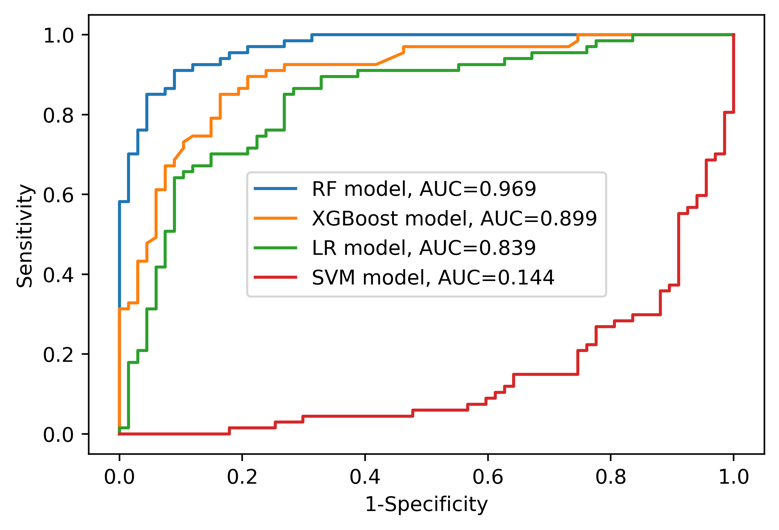 1.0
0.8
0.6
0.4
0.2
0.0
Sensitivity
RF model, AUC=0.969
XGBoost model, AUC=0.899
LR model, AUC=0.839
SVM model, AUC=0.144
0.0 0.2 0.4 0.6 0.8 1.0
1-Specificity